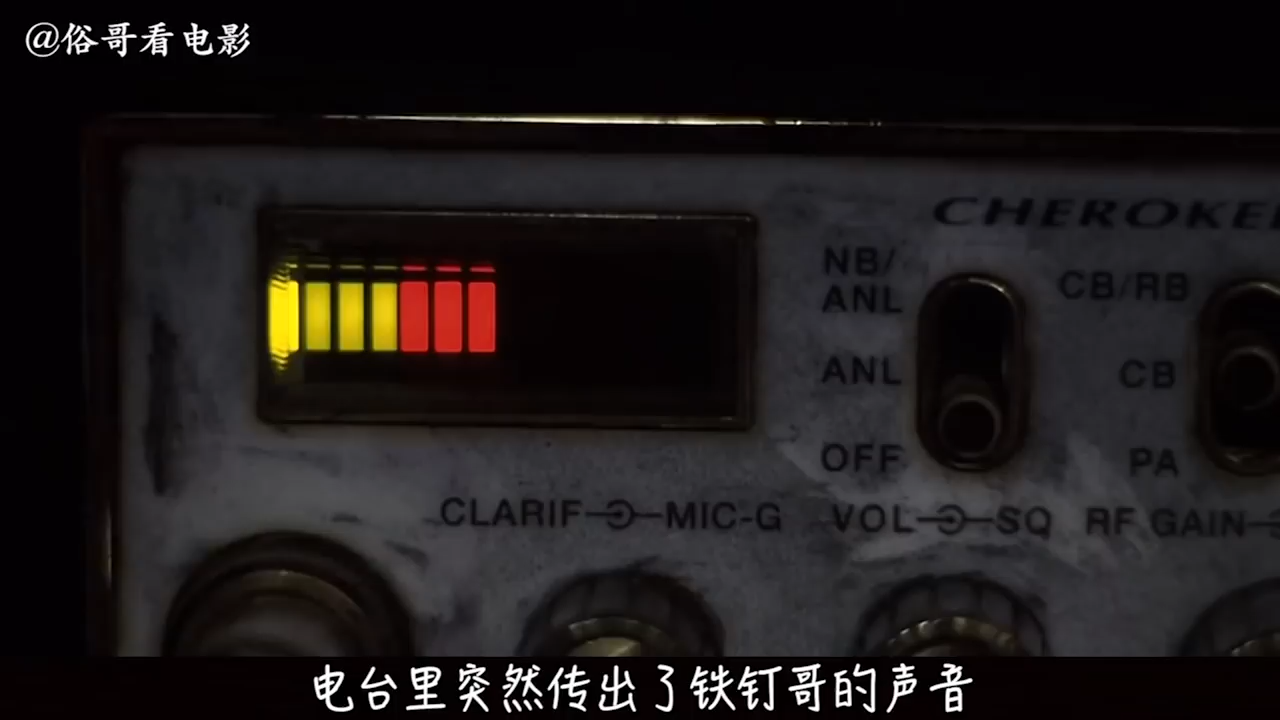 @俗哥看电影
CHEROKE
NB/
ANL
CB/RB
ANL
CB
OFF
PA
CLARIF MIC-G
VOL SQ
RF GAIN
电台里突然传出了铁钉哥的声音